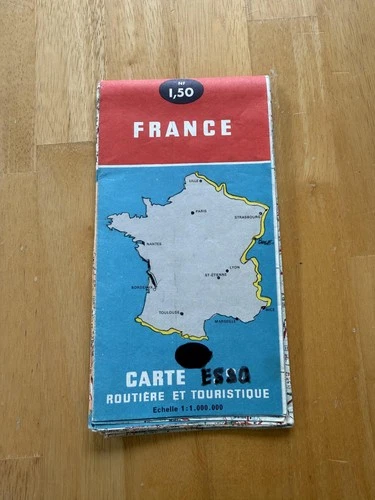 NF
1,50
FRANCE
LILLE
PARIS
STRASBOURG
NANTES
LYON
ST-ETIENNE
BORDEAUX
NICE
TOULOUSE
MARSEILLE
CARTE ESSO
ROUTIÈRE ET TOURISTIQUE
Echelle 1:1.000.000